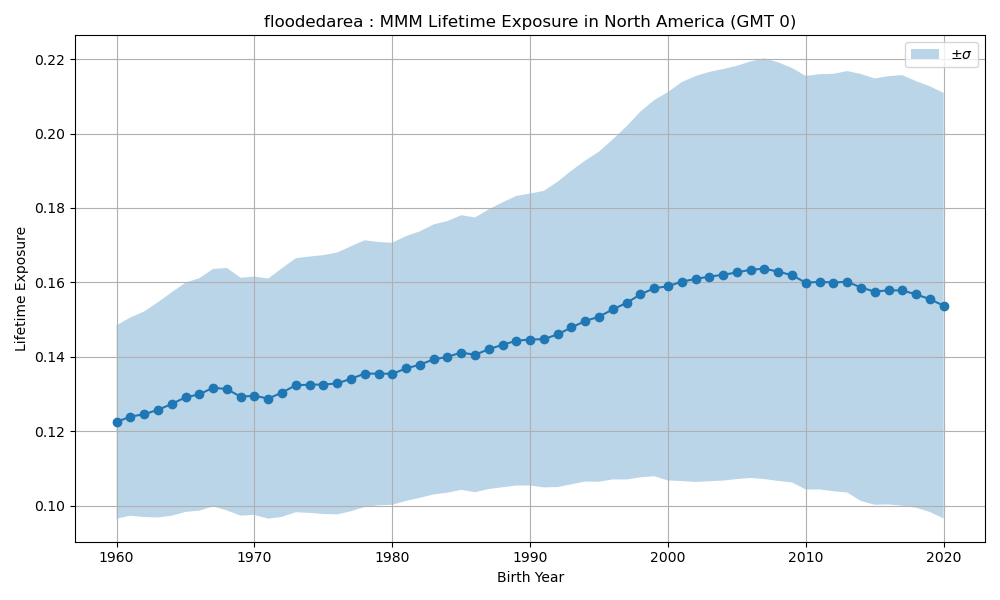 floodedarea : MMM Lifetime Exposure in North America (GMT 0)
±σ
Lifetime Exposure
0.22
0.20
0.18
0.16
0.14
0.12
0.10
1960 1970 1980 1990 2000 2010 2020
Birth Year